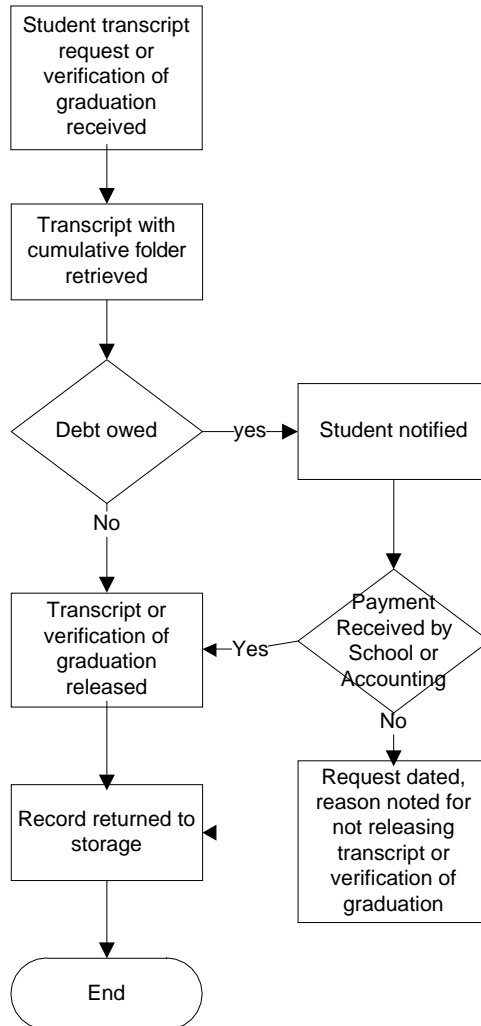 Student transcript
request or
verification of
graduation
received
Transcript with
cumulative folder
retrieved
Debt owed
yes
Student notified
No
Transcript or
verification of
graduation
released
Yes
Payment
Received by
School or
Accounting
No
Request dated,
reason noted for
not releasing
transcript or
verification of
graduation
Record returned to
storage
End